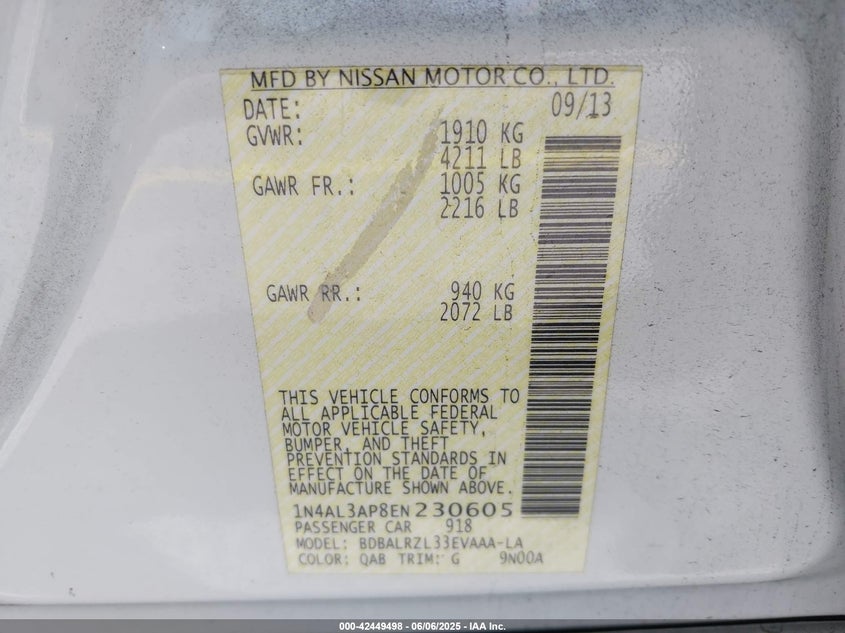 MFD BY NISSAN MOTOR CO., LTD.
DATE: 09/13
GVWR: 1910 KG
4211 LB
GAWR FR.: 1005 KG
2216 LB
GAWR RR.: 940 KG
2072 LB
THIS VEHICLE CONFORMS TO
ALL APPLICABLE FEDERAL
MOTOR VEHICLE SAFETY,
BUMPER, AND THEFT
PREVENTION STANDARDS IN
EFFECT ON THE DATE OF
MANUFACTURE SHOWN ABOVE.
1N4AL3AP8EN230605
PASSENGER CAR 918
MODEL: BDBALRZL33EVAAA-LA
COLOR: QAB TRIM: G 9N00A
000-42449498 - 06/06/2025 - IAA Inc.